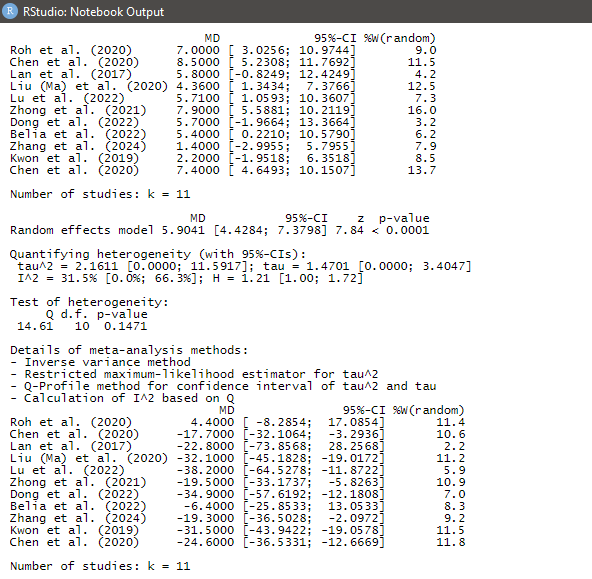 R RStudio: Notebook Output
MD 95%-CI %W(random)
Roh et al. (2020) 7.0000 [ 3.0256; 10.9744] 9.0
Chen et al. (2020) 8.5000 [ 5.2308; 11.7692] 11.5
Lan et al. (2017) 5.8000 [-0.8249; 12.4249] 4.2
Liu (Ma) et al. (2020) 4.3600 [ 1.3434; 7.3766] 12.5
Lu et al. (2022) 5.7100 [ 1.0593; 10.3607] 7.3
Zhong et al. (2021) 7.9000 [ 5.5881; 10.2119] 16.0
Dong et al. (2022) 5.7000 [-1.9664; 13.3664] 3.2
Belia et al. (2022) 5.4000 [ 0.2210; 10.5790] 6.2
Zhang et al. (2024) 1.4000 [-2.9955; 5.7955] 7.9
Kwon et al. (2019) 2.2000 [-1.9518; 6.3518] 8.5
Chen et al. (2020) 7.4000 [ 4.6493; 10.1507] 13.7
Number of studies: k = 11
MD 95%-CI z p-value
Random effects model 5.9041 [4.4284; 7.3798] 7.84 < 0.0001
Quantifying heterogeneity (with 95%-CIs):
tau^2 = 2.1611 [0.0000; 11.5917]; tau = 1.4701 [0.0000; 3.4047]
I^2 = 31.5% [0.0%; 66.3%]; H = 1.21 [1.00; 1.72]
Test of heterogeneity:
Q d.f. p-value
14.61 10 0.1471
Details of meta-analysis methods:
- Inverse variance method
- Restricted maximum-likelihood estimator for tau^2
- Q-Profile method for confidence interval of tau^2 and tau
- Calculation of I^2 based on Q
MD 95%-CI %W(random)
Roh et al. (2020) 4.4000 [ -8.2854; 17.0854] 11.4
Chen et al. (2020) -17.7000 [-32.1064; -3.2936] 10.6
Lan et al. (2017) -22.8000 [-73.8568; 28.2568] 2.2
Liu (Ma) et al. (2020) -32.1000 [-45.1828; -19.0172] 11.2
Lu et al. (2022) -38.2000 [-64.5278; -11.8722] 5.9
Zhong et al. (2021) -19.5000 [-33.1737; -5.8263] 10.9
Dong et al. (2022) -34.9000 [-57.6192; -12.1808] 7.0
Belia et al. (2022) -6.4000 [-25.8533; 13.0533] 8.3
Zhang et al. (2024) -19.3000 [-36.5028; -2.0972] 9.2
Kwon et al. (2019) -31.5000 [-43.9422; -19.0578] 11.5
Chen et al. (2020) -24.6000 [-36.5331; -12.6669] 11.8
Number of studies: k = 11